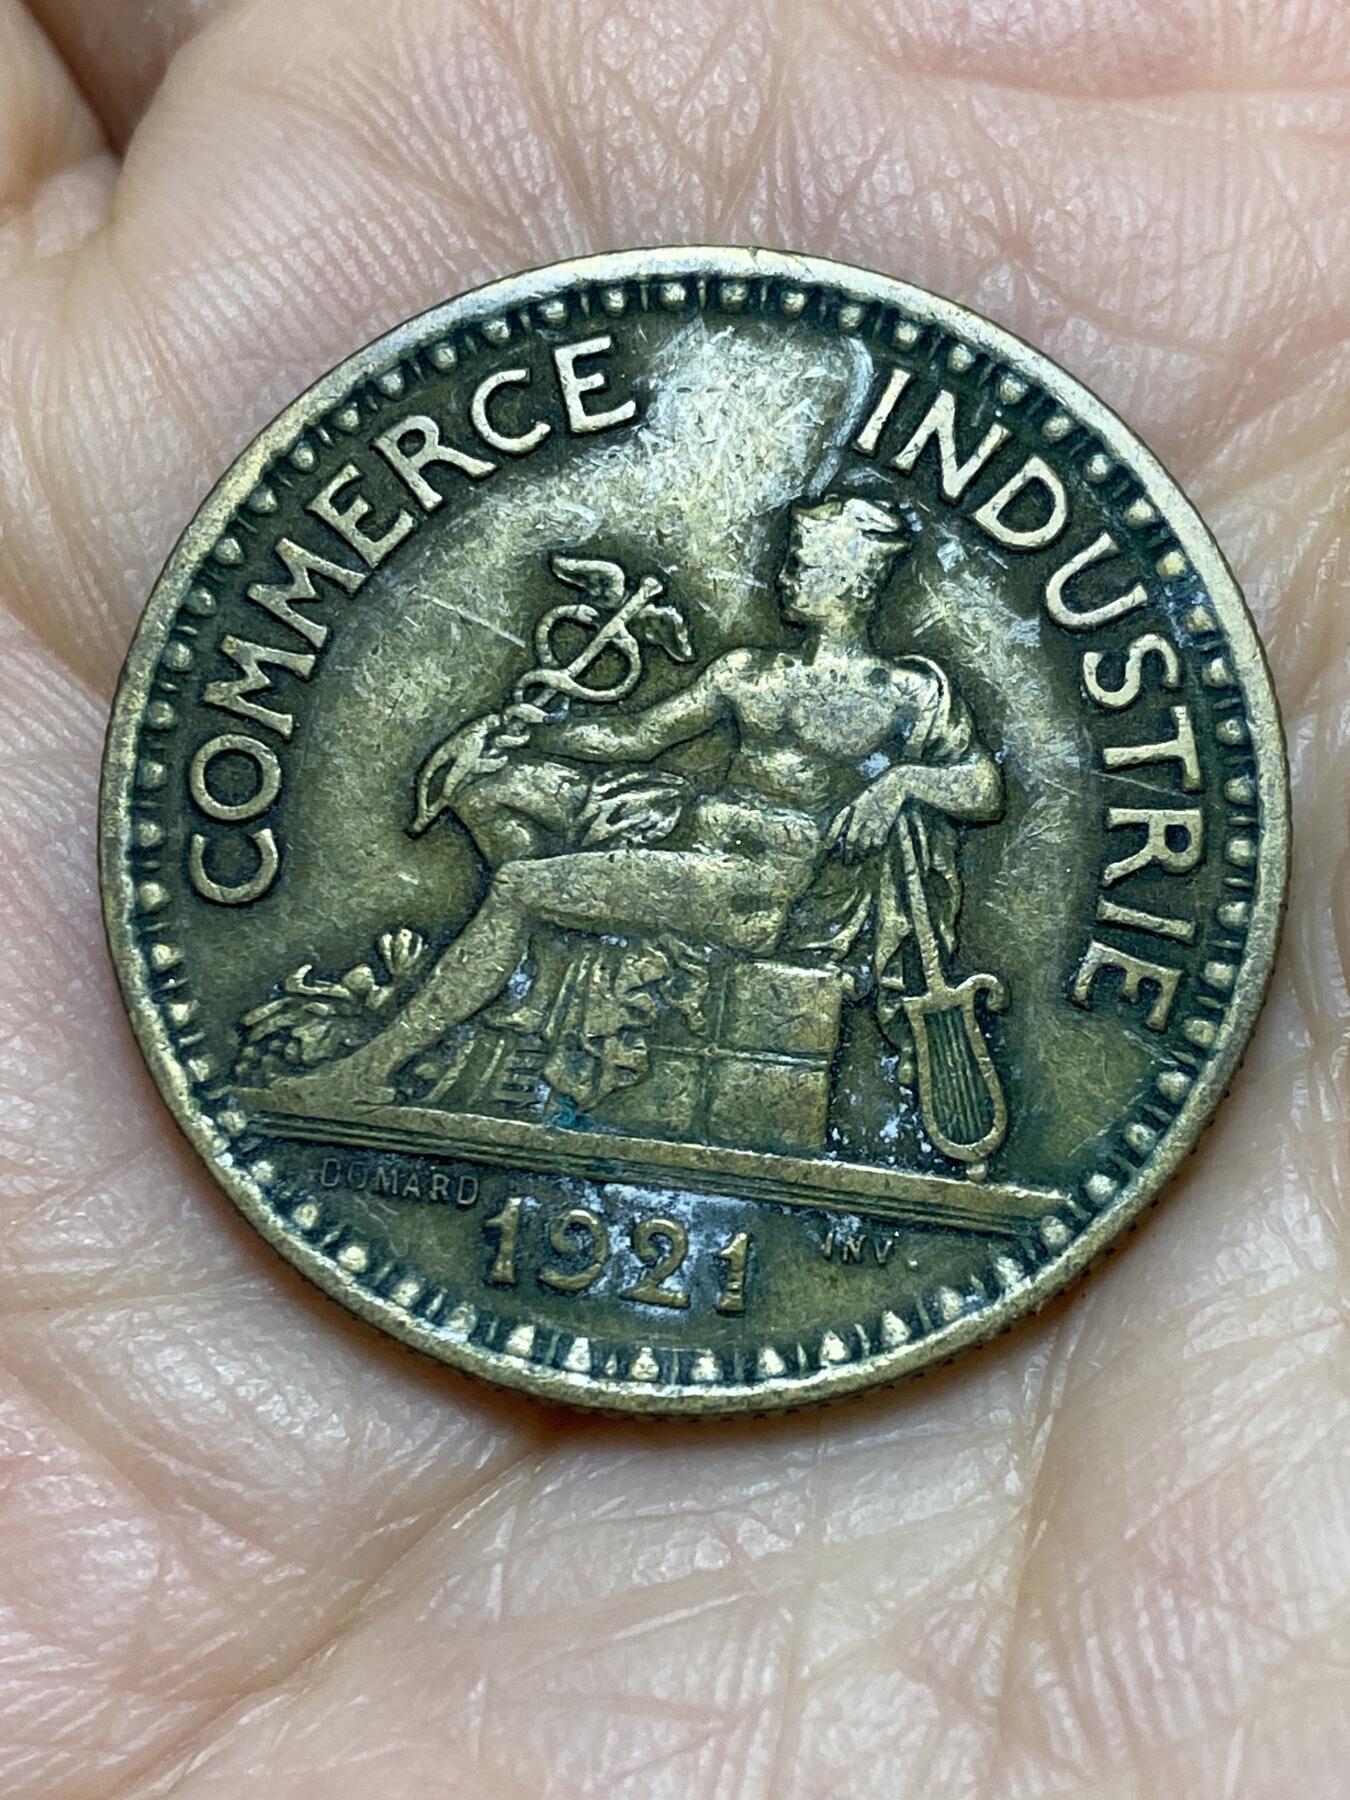 COMMERCE INDUSTRIE
DOMARD
1921
INV.